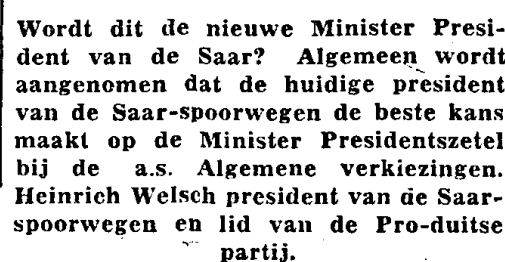 Wordt dit de nieuwe Minister Presi-
dent van de Saar? Algemeen wordt
aangenomen dat de huidige president
van de Saar-spoorwegen de beste kans
maakt op de Minister Presidentszetel
bij de a.s. Algemene verkiezingen.
Heinrich Welsch president van de Saar-
spoorwegen en lid van de Pro-duitse
partij.